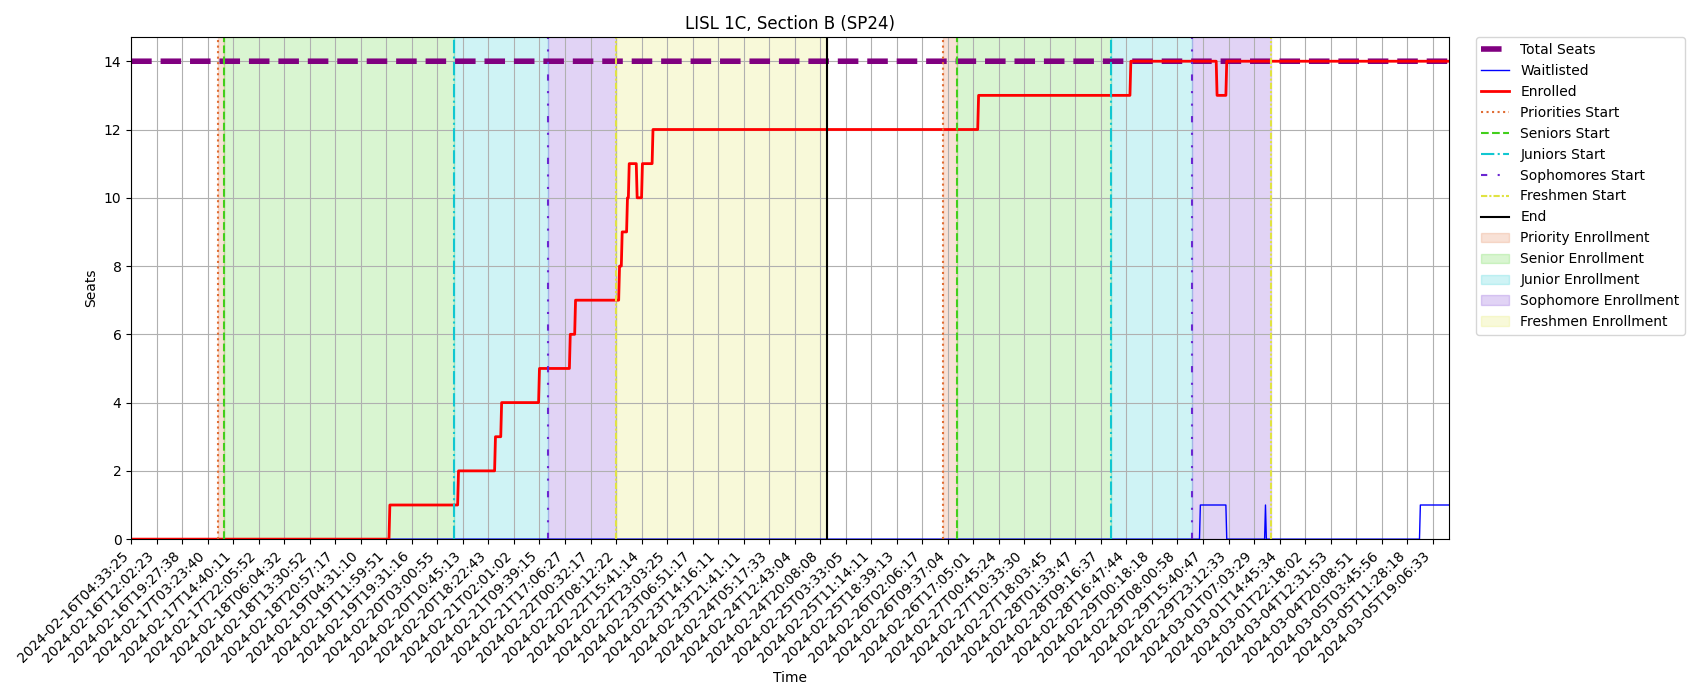 LISL 1C, Section B (SP24)
Seats
14
12
10
8
6
4
2
0
2024-02-16T04:33:25
2024-02-16T12:02:23
2024-02-16T19:27:38
2024-02-17T03:23:40
2024-02-17T14:40:11
2024-02-17T22:05:52
2024-02-18T06:04:32
2024-02-18T13:30:52
2024-02-18T20:57:17
2024-02-19T04:31:10
2024-02-19T11:59:51
2024-02-19T19:31:16
2024-02-20T03:00:55
2024-02-20T10:45:13
2024-02-20T18:22:43
2024-02-21T02:01:02
2024-02-21T09:39:15
2024-02-21T17:06:27
2024-02-22T00:32:17
2024-02-22T08:12:22
2024-02-22T15:41:14
2024-02-22T23:03:25
2024-02-23T06:51:17
2024-02-23T14:16:11
2024-02-23T21:41:11
2024-02-24T05:17:33
2024-02-24T12:43:04
2024-02-24T20:08:08
2024-02-25T03:33:05
2024-02-25T11:14:11
2024-02-25T18:39:13
2024-02-26T02:06:17
2024-02-26T09:37:04
2024-02-26T17:05:01
2024-02-27T00:45:24
2024-02-27T10:33:30
2024-02-27T18:03:45
2024-02-28T01:33:47
2024-02-28T09:16:37
2024-02-28T16:47:44
2024-02-29T00:18:18
2024-02-29T08:00:58
2024-02-29T15:40:47
2024-02-29T23:12:33
2024-03-01T07:03:29
2024-03-01T14:45:34
2024-03-01T22:18:02
2024-03-04T12:31:53
2024-03-04T20:08:51
2024-03-05T03:45:56
2024-03-05T11:28:18
2024-03-05T19:06:33
Time
Total Seats
Waitlisted
Enrolled
Priorities Start
Seniors Start
Juniors Start
Sophomores Start
Freshmen Start
End
Priority Enrollment
Senior Enrollment
Junior Enrollment
Sophomore Enrollment
Freshmen Enrollment